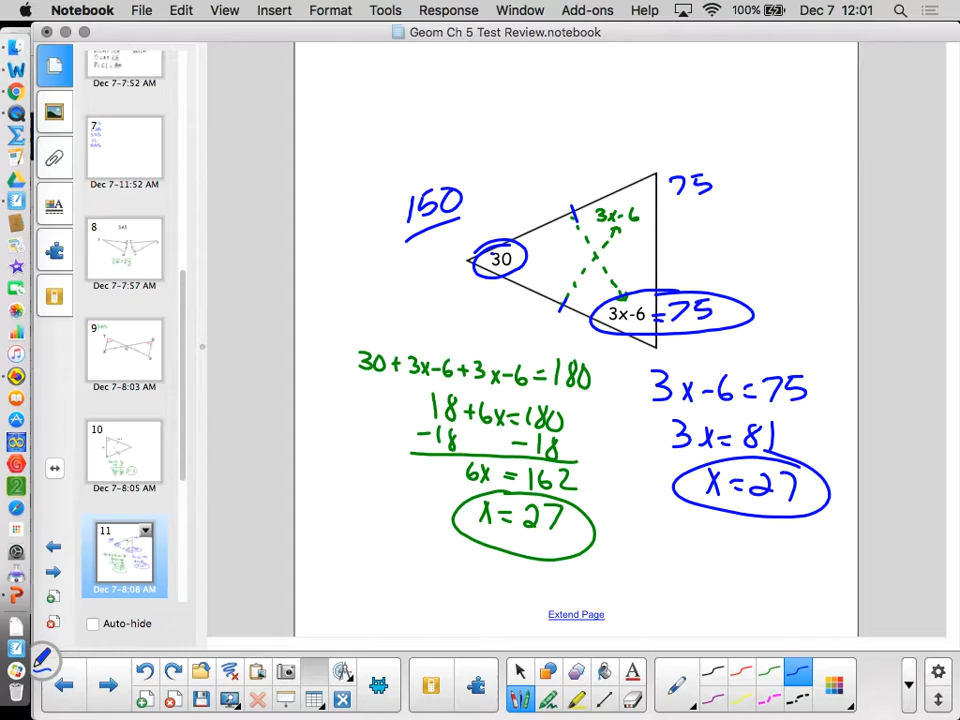 Notebook File Edit View Insert Format Tools Response Window Add-ons Help 100% Dec 7 12:01
Geom Ch 5 Test Review.notebook
Dec 7-7:52 AM
7
Dec 7-11:52 AM
8
Dec 7-7:57 AM
9
Dec 7-8:03 AM
10
Dec 7-8:05 AM
11
Dec 7-8:08 AM
Auto-hide
150
75
3x-6
30
3x-6 =75
30+3x-6+3x-6=180
18+6x=180
-18 -18
6x = 162
x= 27
3x-6=75
3x=81
x=27
Extend Page